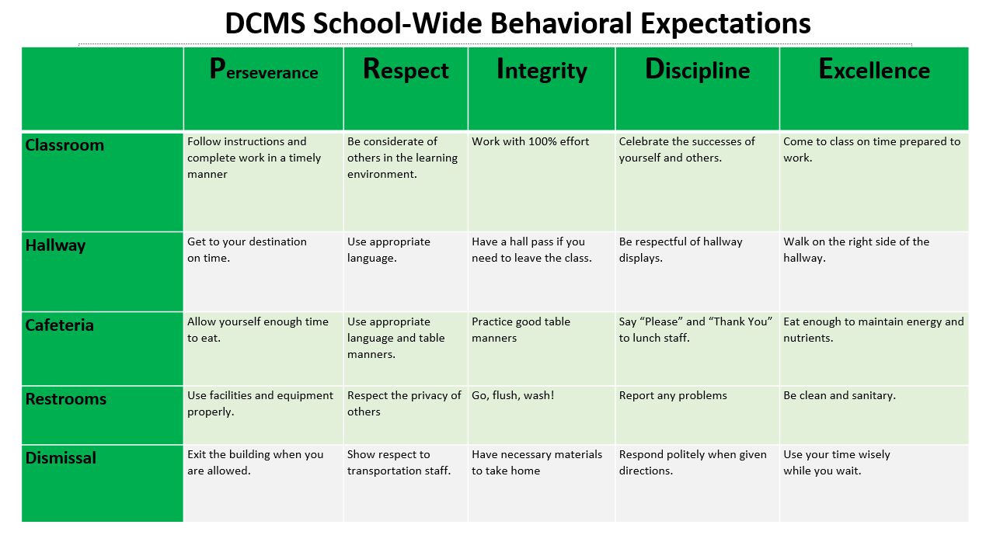 DCMS School-Wide Behavioral Expectations
Perseverance
Respect
Integrity
Discipline
Excellence
Classroom
Follow instructions and
complete work in a timely
manner
Be considerate of
others in the learning
environment.
Work with 100% effort
Celebrate the successes of
yourself and others.
Come to class on time prepared to
work.
Hallway
Get to your destination
on time.
Use appropriate
language.
Have a hall pass if you
need to leave the class.
Be respectful of hallway
displays.
Walk on the right side of the
hallway.
Cafeteria
Allow yourself enough time
to eat.
Use appropriate
language and table
manners.
Practice good table
manners
Say “Please” and “Thank You”
to lunch staff.
Eat enough to maintain energy and
nutrients.
Restrooms
Use facilities and equipment
properly.
Respect the privacy of
others
Go, flush, wash!
Report any problems
Be clean and sanitary.
Dismissal
Exit the building when you
are allowed.
Show respect to
transportation staff.
Have necessary materials
to take home
Respond politely when given
directions.
Use your time wisely
while you wait.